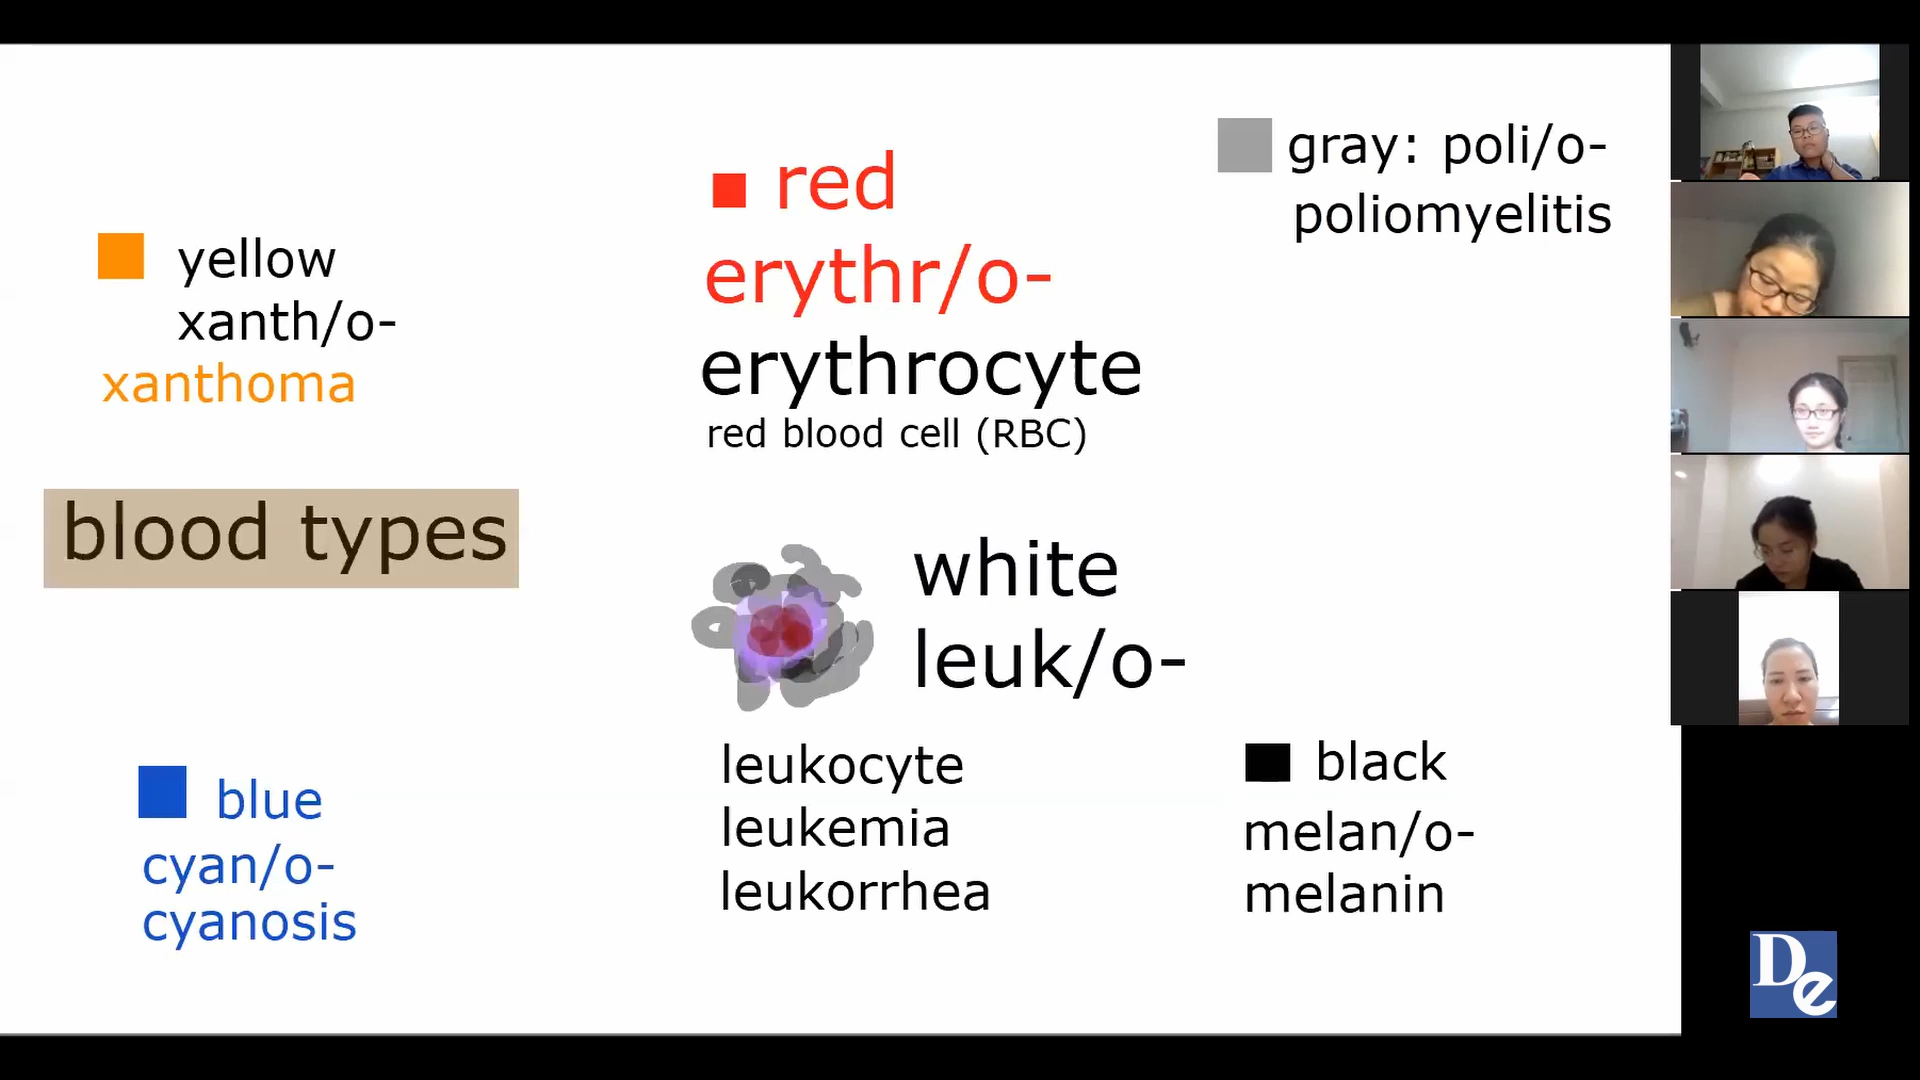 yellow
xanth/o-
xanthoma
blood types
blue
cyan/o-
cyanosis
red
erythr/o-
erythrocyte
red blood cell (RBC)
white
leuk/o-
leukocyte
leukemia
leukorrhea
gray: poli/o-
poliomyelitis
black
melan/o-
melanin
De